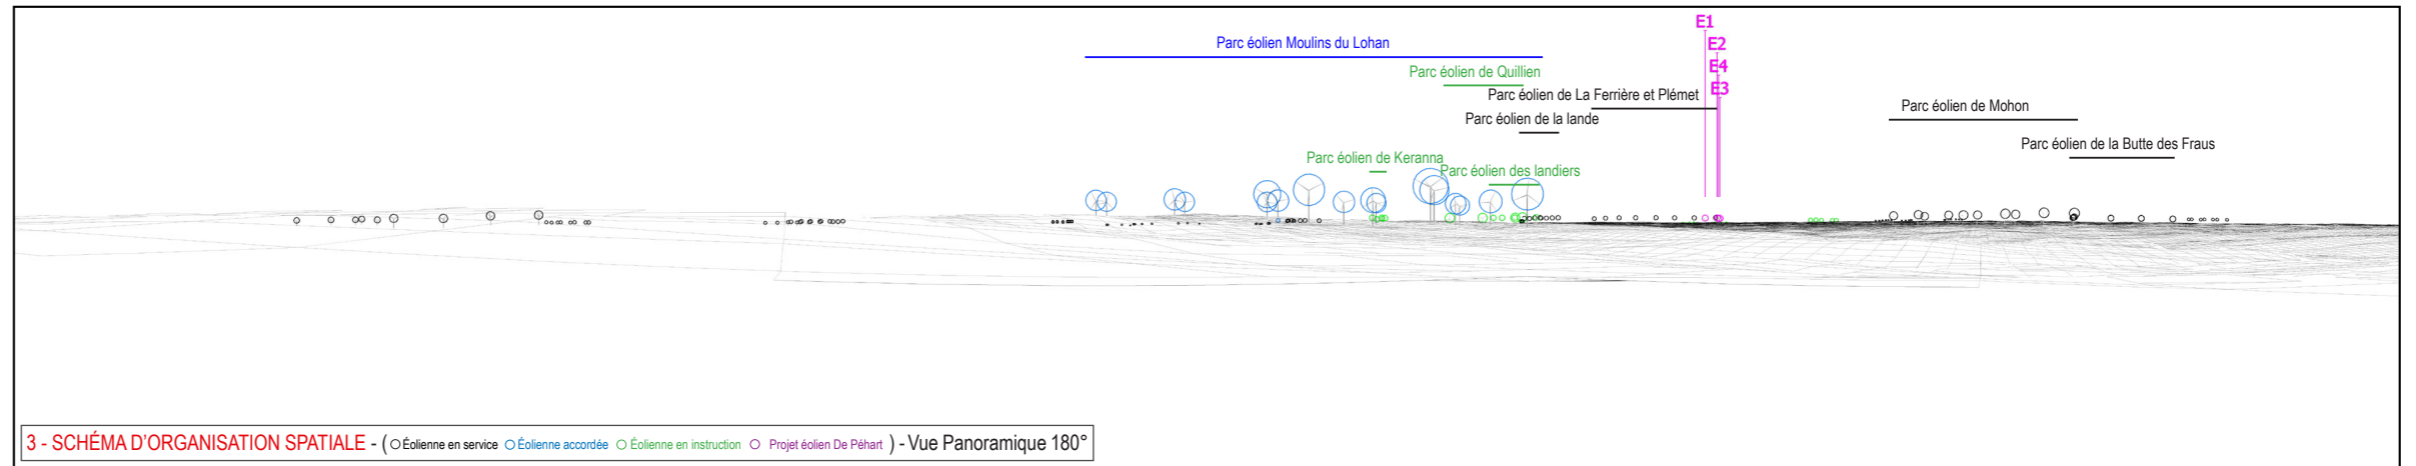 E1
Parc éolien Moulins du Lohan
E2
Parc éolien de Quillien
E4
E3
Parc éolien de La Ferrière et Plémet
Parc éolien de Mohon
Parc éolien de la lande
Parc éolien de la Butte des Fraus
Parc éolien de Keranna
Parc éolien des landiers
3 - SCHÉMA D'ORGANISATION SPATIALE - ( Éolienne en service Éolienne accordée Éolienne en instruction Projet éolien De Péhart ) - Vue Panoramique 180°